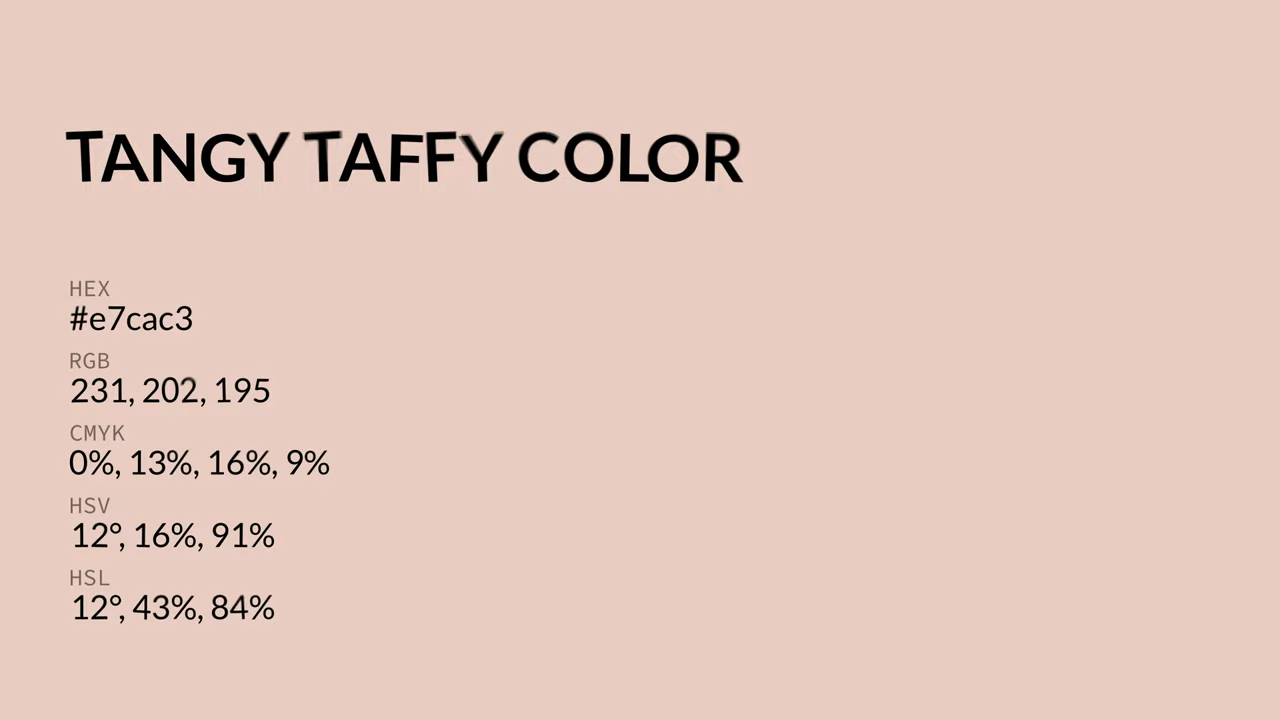 TANGY TAFFY COLOR
HEX
#e7cac3
RGB
231, 202, 195
CMYK
0%, 13%, 16%, 9%
HSV
12°, 16%, 91%
HSL
12°, 43%, 84%